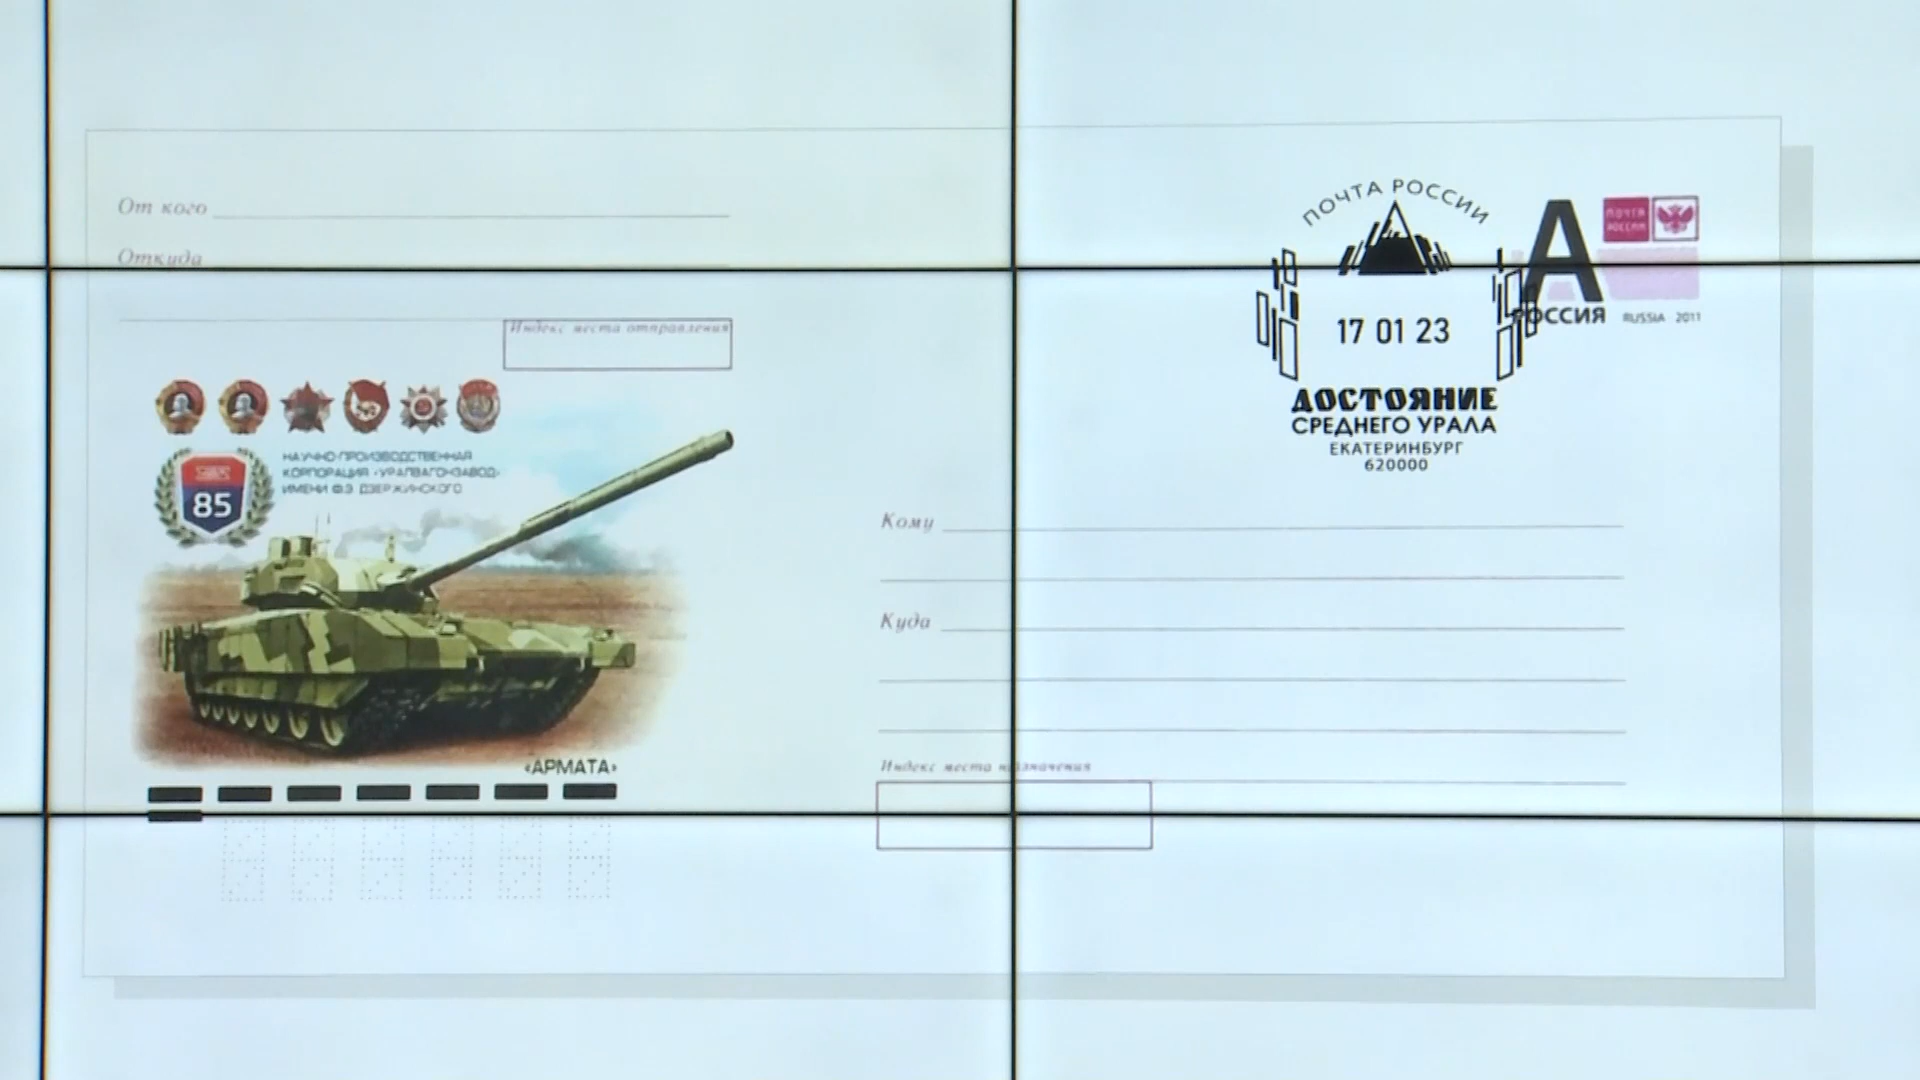 От кого
Откуда
Индекс места отправления
НАУЧНО-ПРОИЗВОДСТВЕННАЯ
КОРПОРАЦИЯ «УРАЛВАГОНЗАВОД»
ИМЕНИ Ф.Э. ДЗЕРЖИНСКОГО
85
«АРМАТА»
ПОЧТА РОССИИ
17 01 23
ДОСТОЯНИЕ
СРЕДНЕГО УРАЛА
ЕКАТЕРИНБУРГ
620000
А
ПОЧТА
РОССИИ
РОССИЯ RUSSIA 2011
Кому
Куда
Индекс места назначения